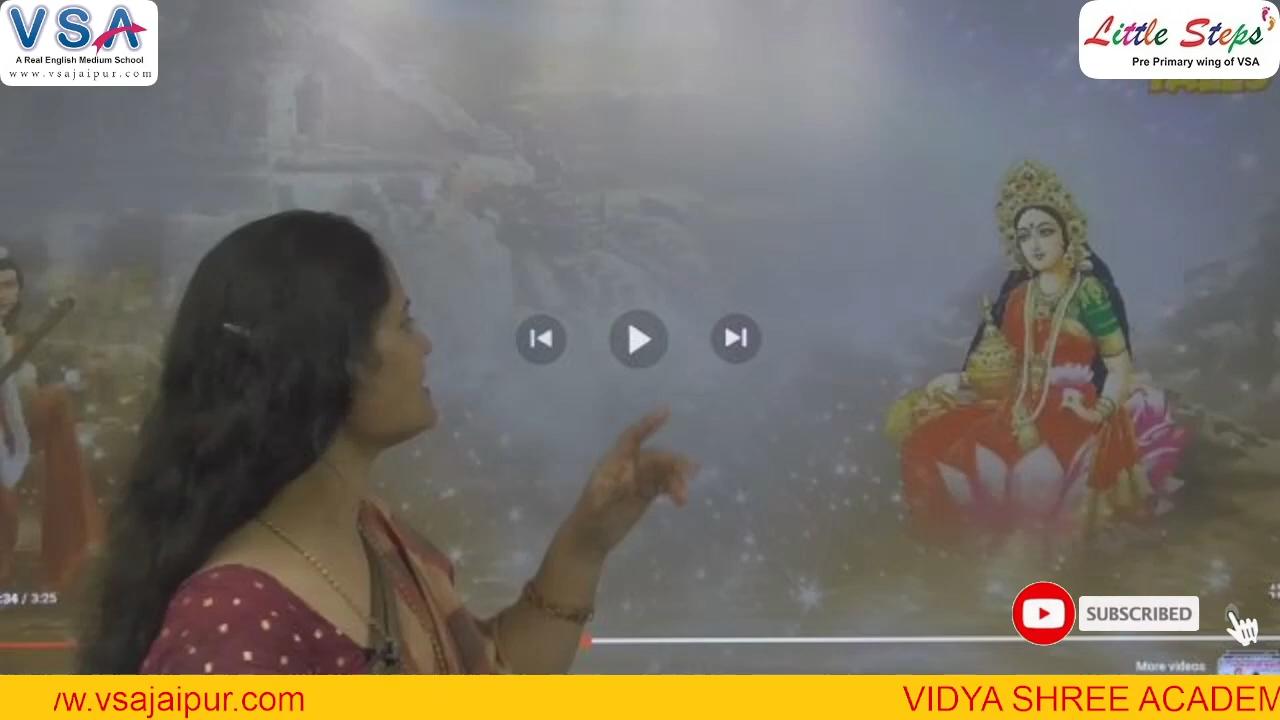 VSA
A Real English Medium School
www.vsajaipur.com
Little Steps
Pre Primary wing of VSA
:34 / 3:25
SUBSCRIBED
More videos
w.vsajaipur.com
VIDYA SHREE ACADEM